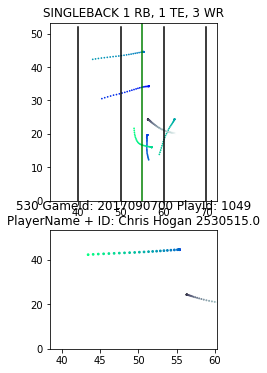 SINGLEBACK 1 RB, 1 TE, 3 WR
50
40
30
20
10
0
40 50 60 70
530 GameId: 2017090700 PlayId: 1049
PlayerName + ID: Chris Hogan 2530515.0
40
20
0
40 45 50 55 60